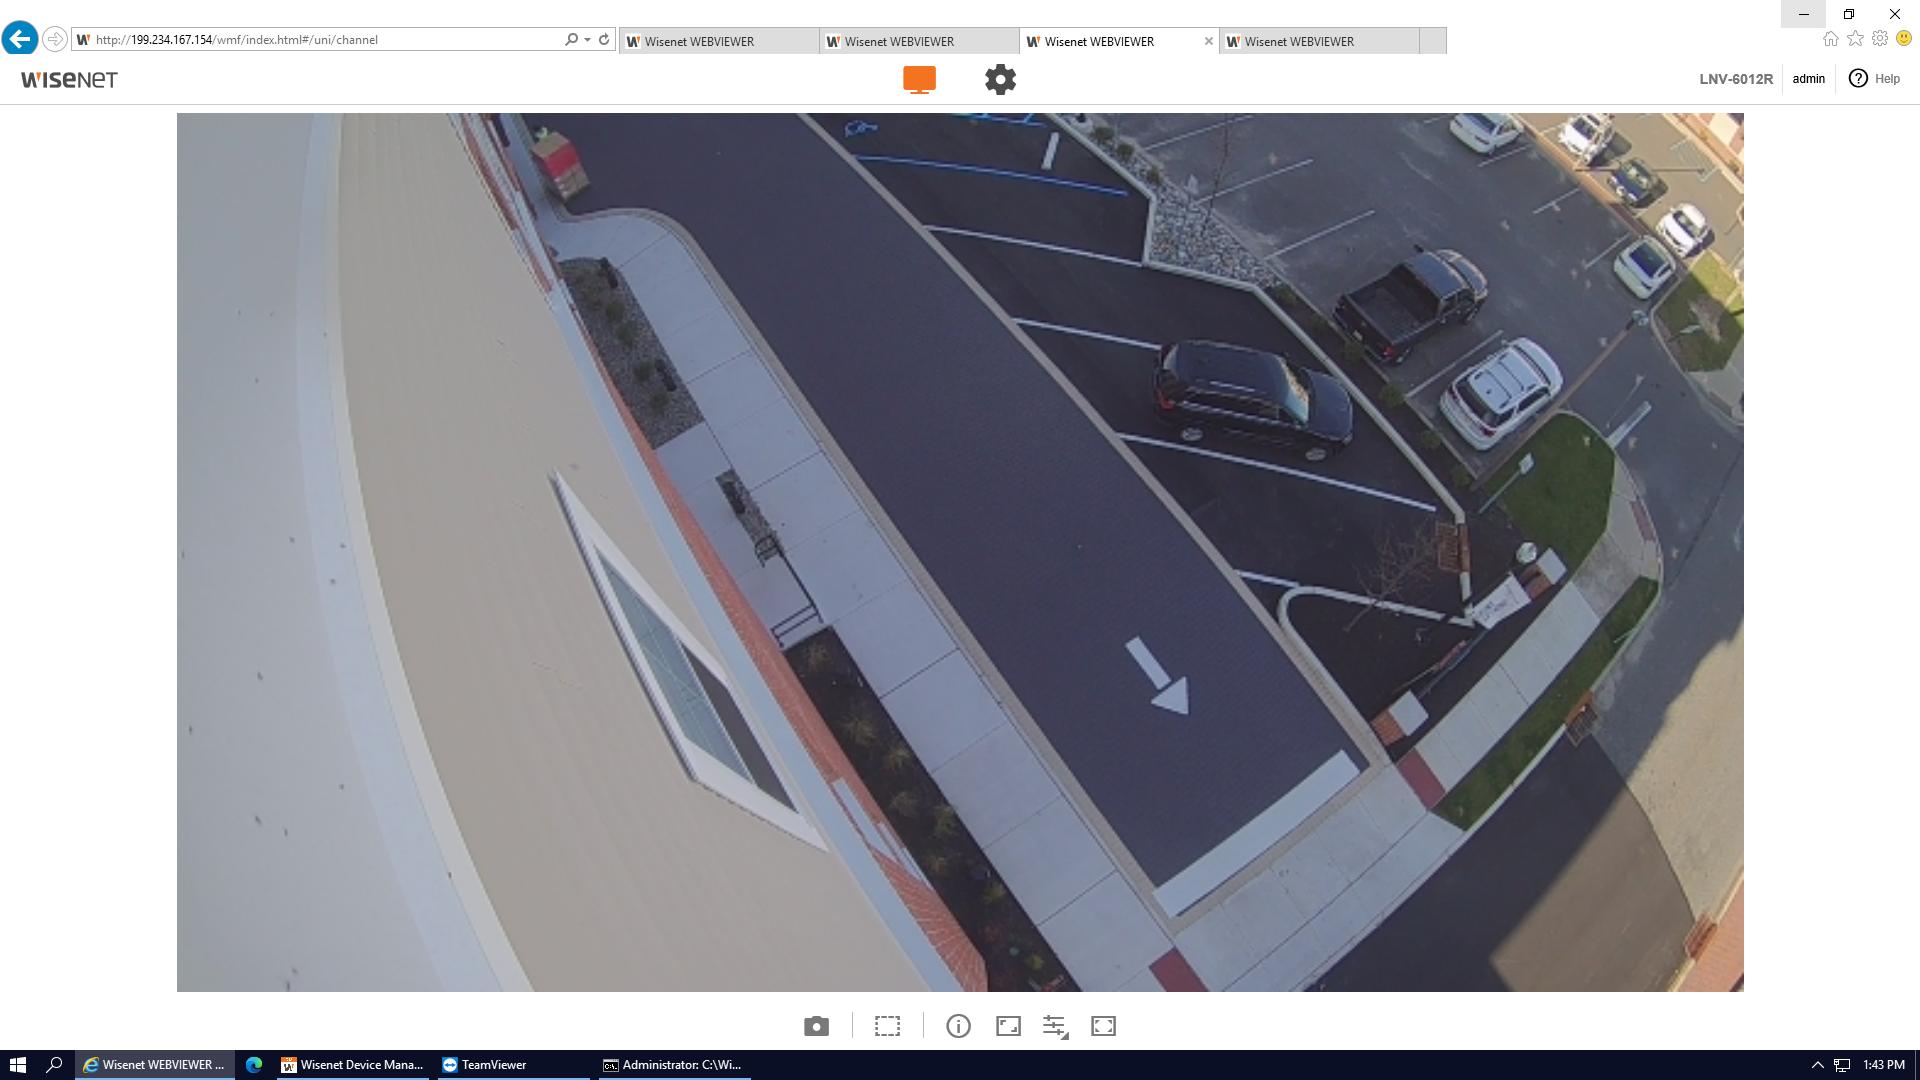 http://199.234.167.154/wmf/index.html#/uni/channel
Wisenet WEBVIEWER
Wisenet WEBVIEWER
Wisenet WEBVIEWER
Wisenet WEBVIEWER
WISENET
LNV-6012R
admin
Help
Wisenet WEBVIEWER ...
Wisenet Device Mana...
TeamViewer
Administrator: C:\Wi...
1:43 PM